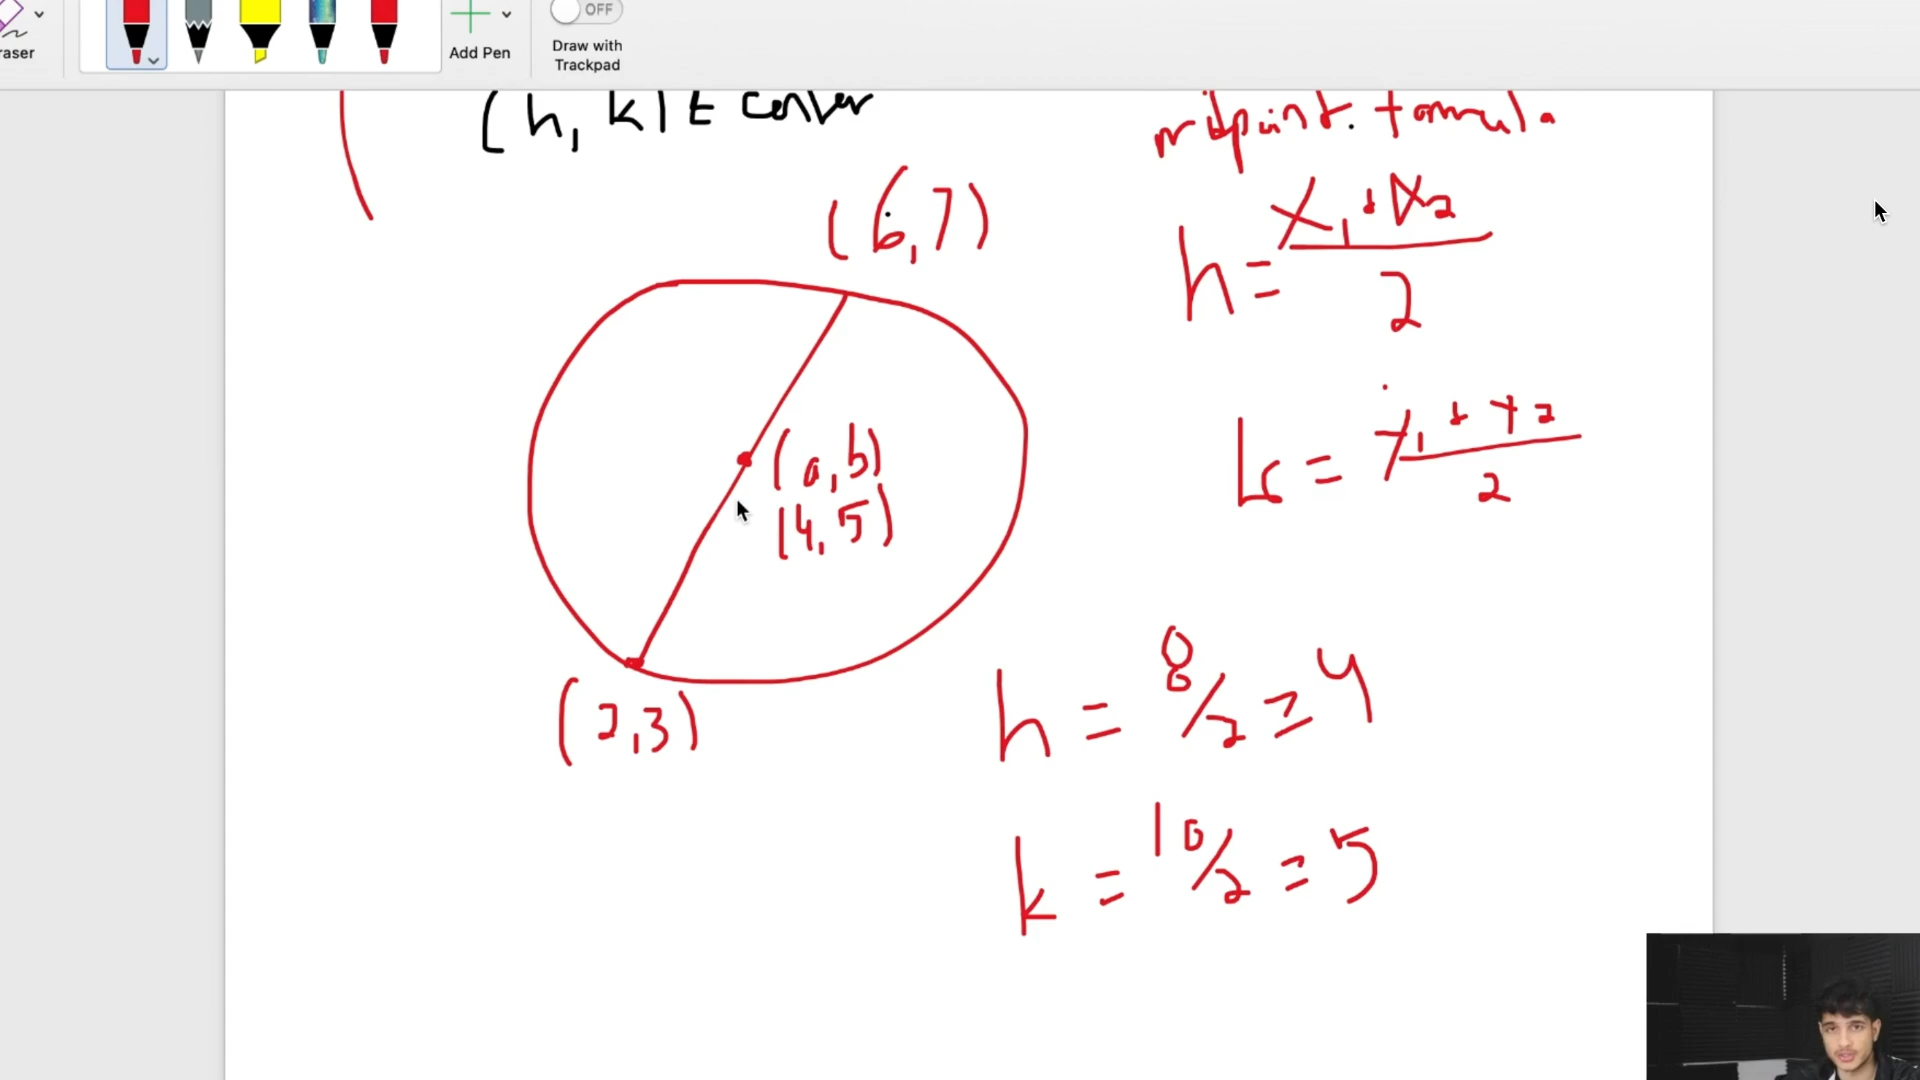 raser
Add Pen
OFF
Draw with
Trackpad
(h, k) E center
midpoint. formula
(6,7)
h = x₁ + x₂ / 2
(a, b)
(4, 5)
k = y₁ + y₂ / 2
(2,3)
h = 8/2 = 4
k = 10/2 = 5